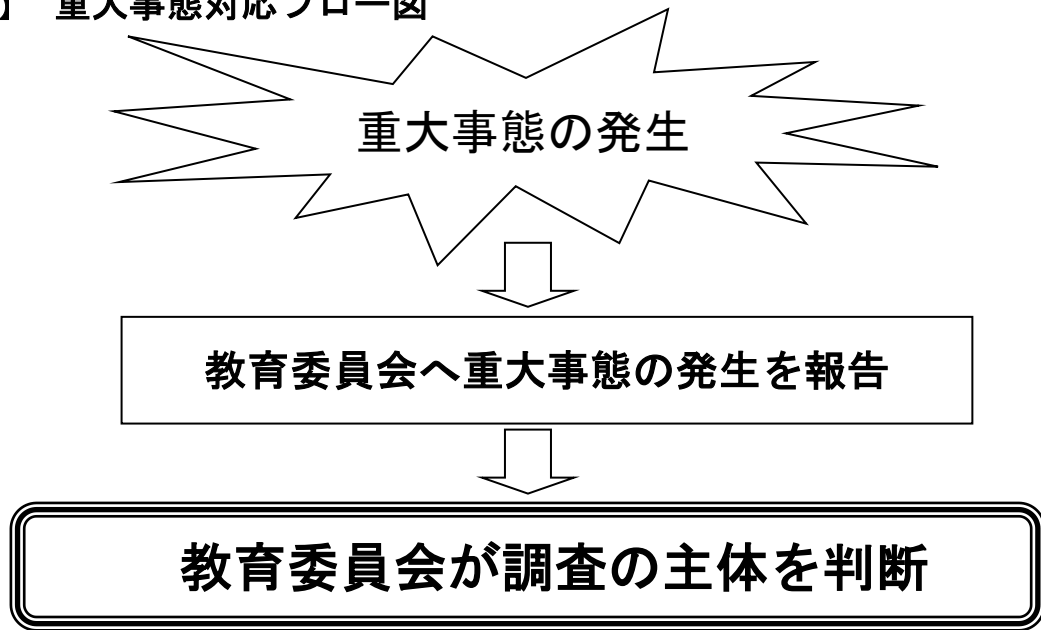 】 重大事態対応フロー図
重大事態の発生
教育委員会へ重大事態の発生を報告
教育委員会が調査の主体を判断